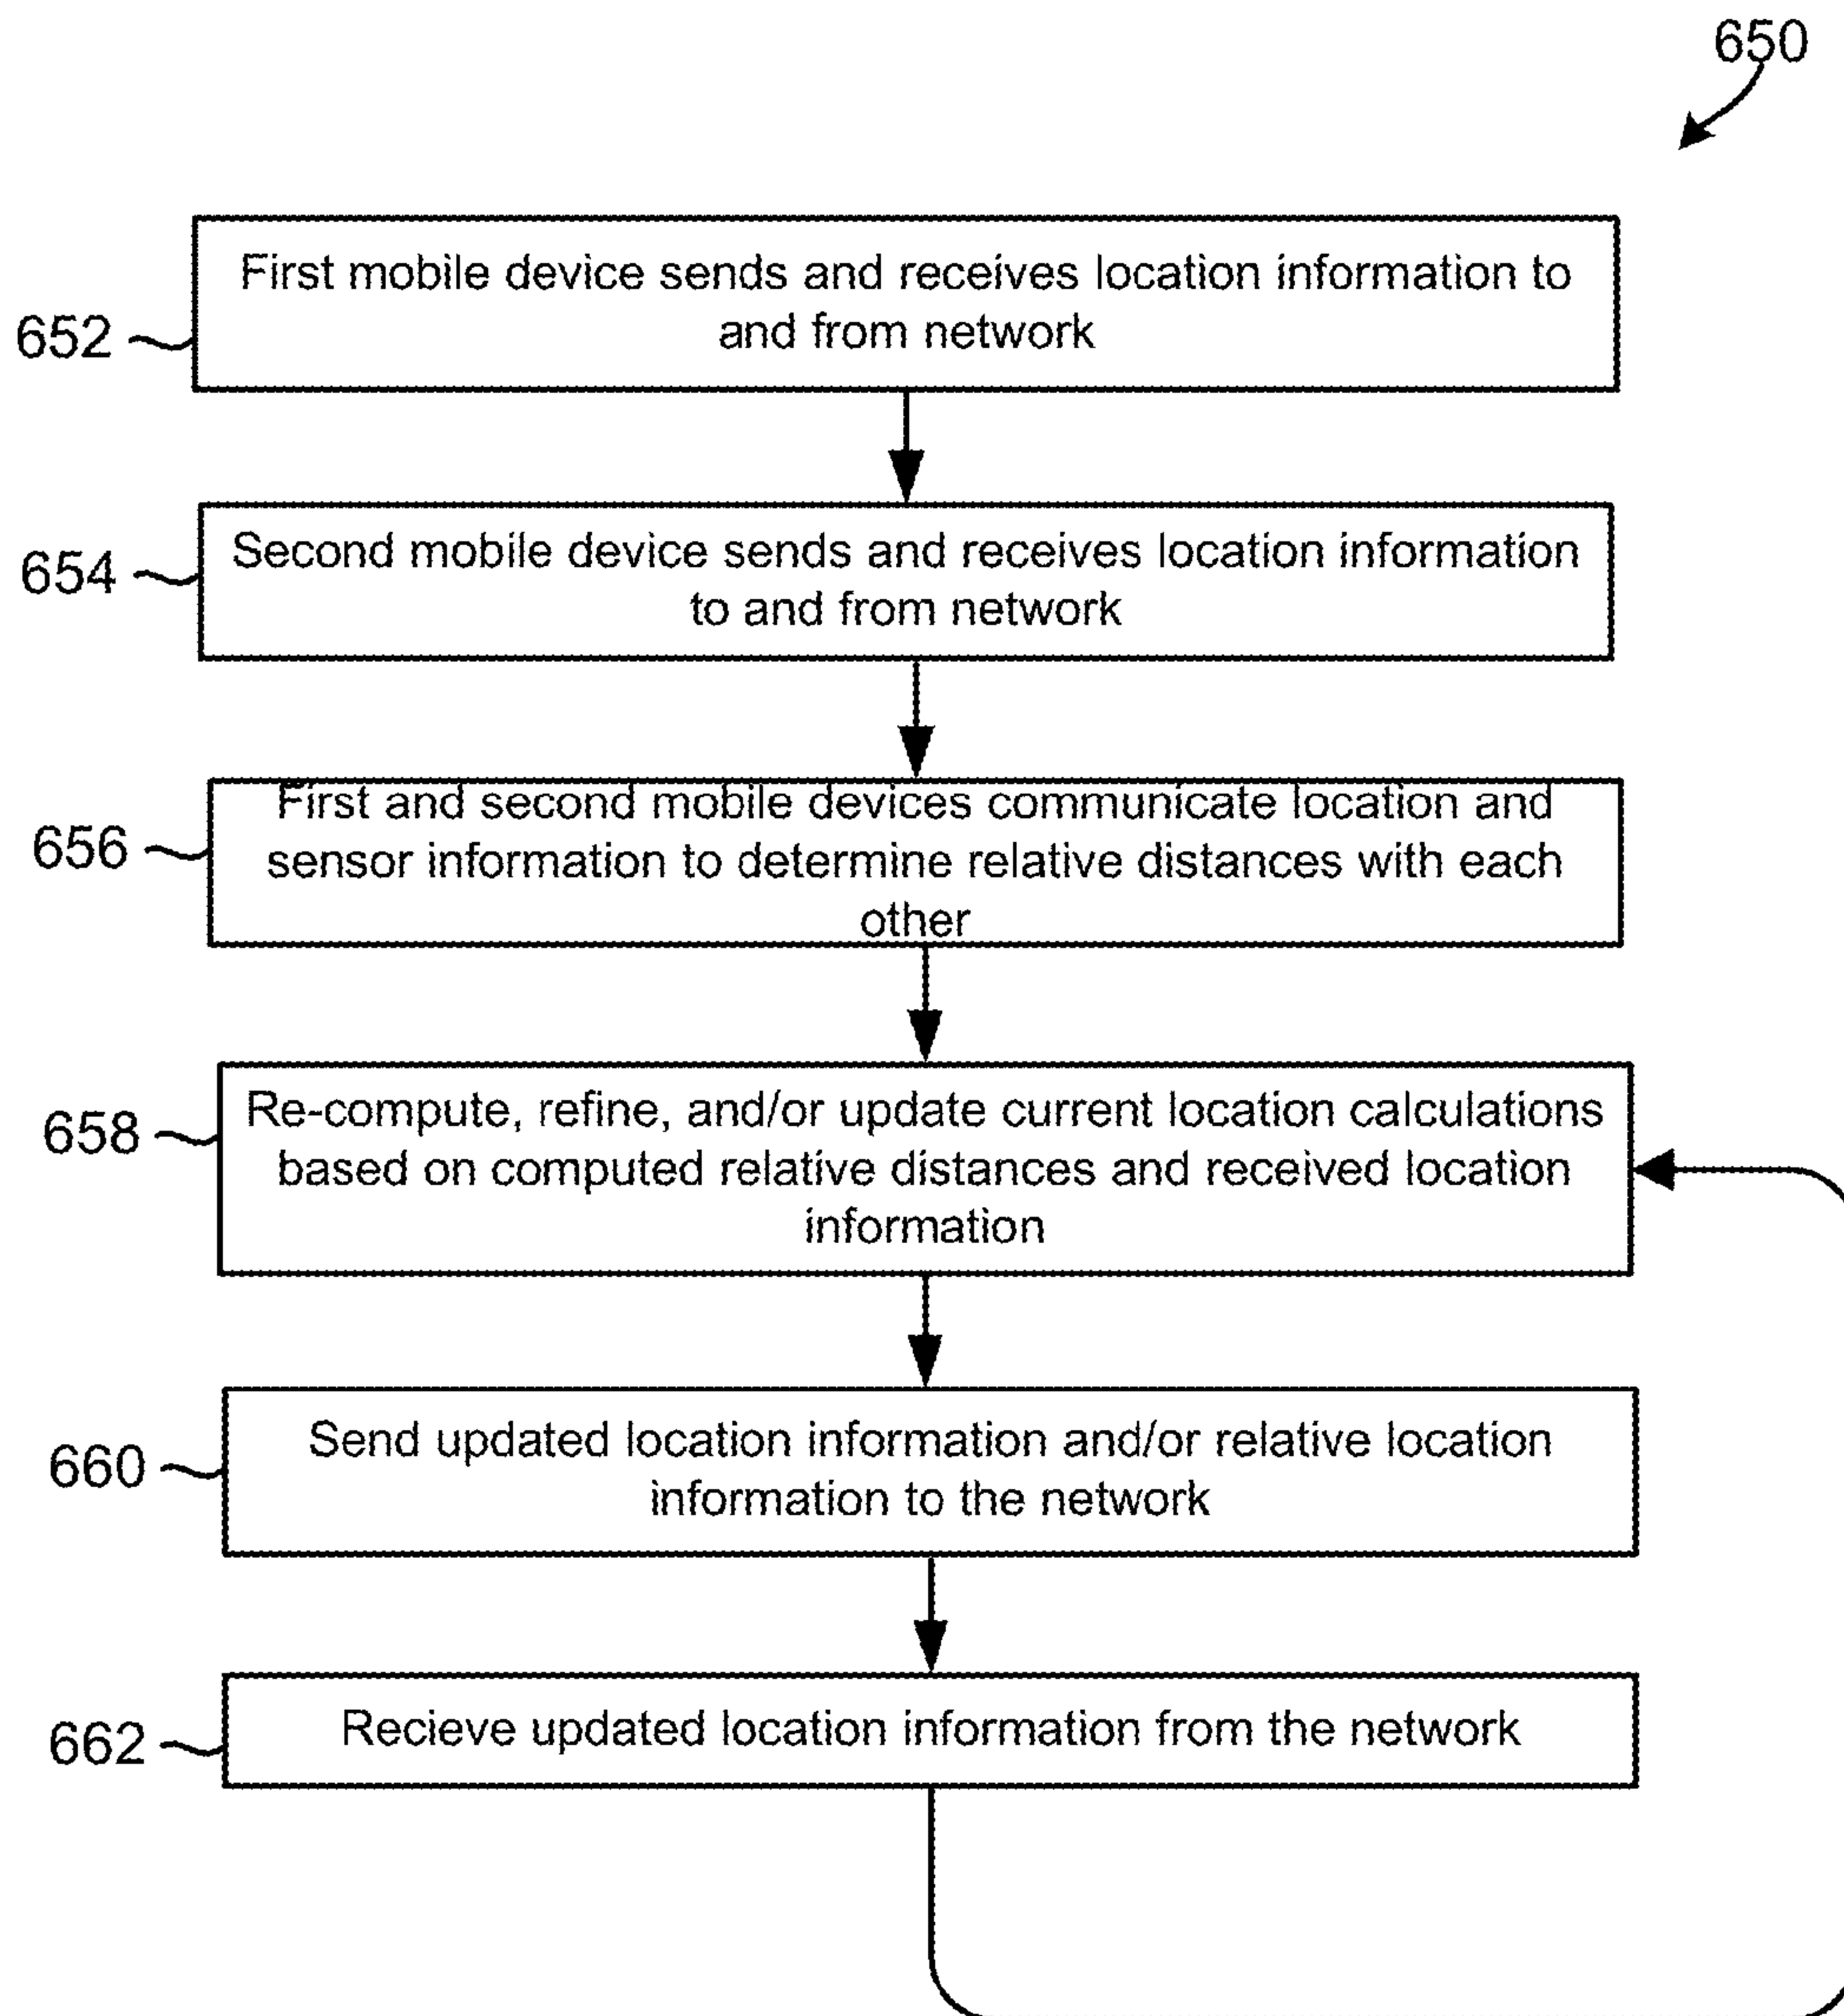 650
First mobile device sends and receives location information to
and from network
652
Second mobile device sends and receives location information
to and from network
654
First and second mobile devices communicate location and
sensor information to determine relative distances with each
other
656
Re-compute, refine, and/or update current location calculations
based on computed relative distances and received location
information
658
Send updated location information and/or relative location
information to the network
660
Recieve updated location information from the network
662